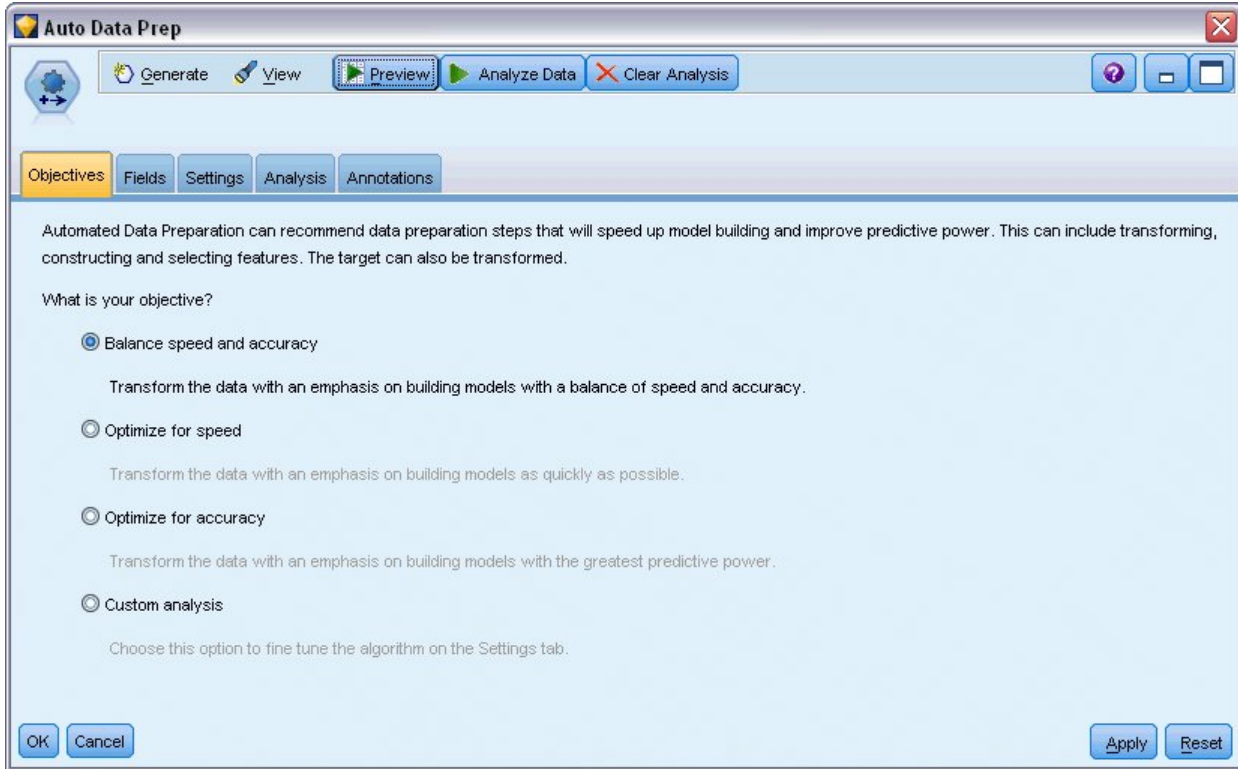 Auto Data Prep
Generate View Preview Analyze Data Clear Analysis
Objectives Fields Settings Analysis Annotations
Automated Data Preparation can recommend data preparation steps that will speed up model building and improve predictive power. This can include transforming,
constructing and selecting features. The target can also be transformed.
What is your objective?
Balance speed and accuracy
Transform the data with an emphasis on building models with a balance of speed and accuracy.
Optimize for speed
Transform the data with an emphasis on building models as quickly as possible.
Optimize for accuracy
Transform the data with an emphasis on building models with the greatest predictive power.
Custom analysis
Choose this option to fine tune the algorithm on the Settings tab.
OK Cancel Apply Reset